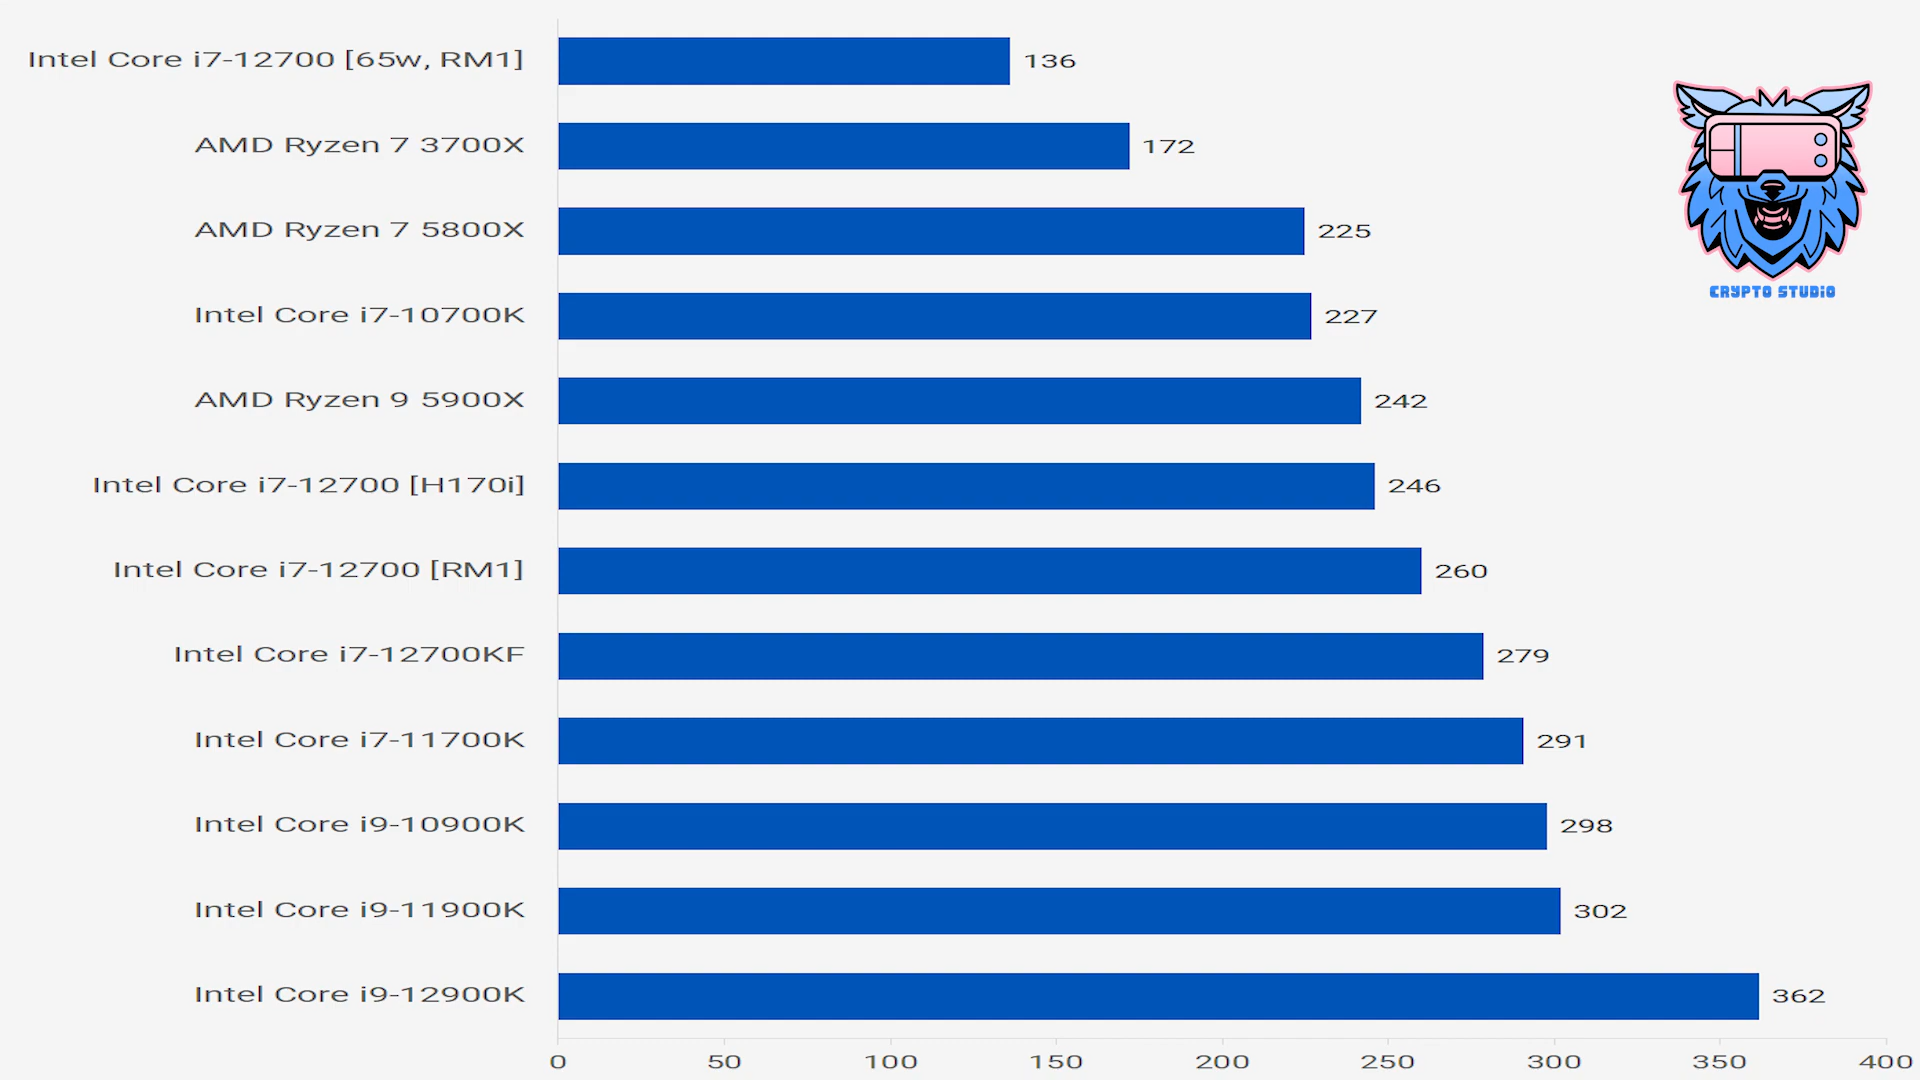 Intel Core i7-12700 [65w, RM1] 136
AMD Ryzen 7 3700X 172
AMD Ryzen 7 5800X 225
Intel Core i7-10700K 227
AMD Ryzen 9 5900X 242
Intel Core i7-12700 [H170i] 246
Intel Core i7-12700 [RM1] 260
Intel Core i7-12700KF 279
Intel Core i7-11700K 291
Intel Core i9-10900K 298
Intel Core i9-11900K 302
Intel Core i9-12900K 362
0 50 100 150 200 250 300 350 400
CRYPTO STUDiO